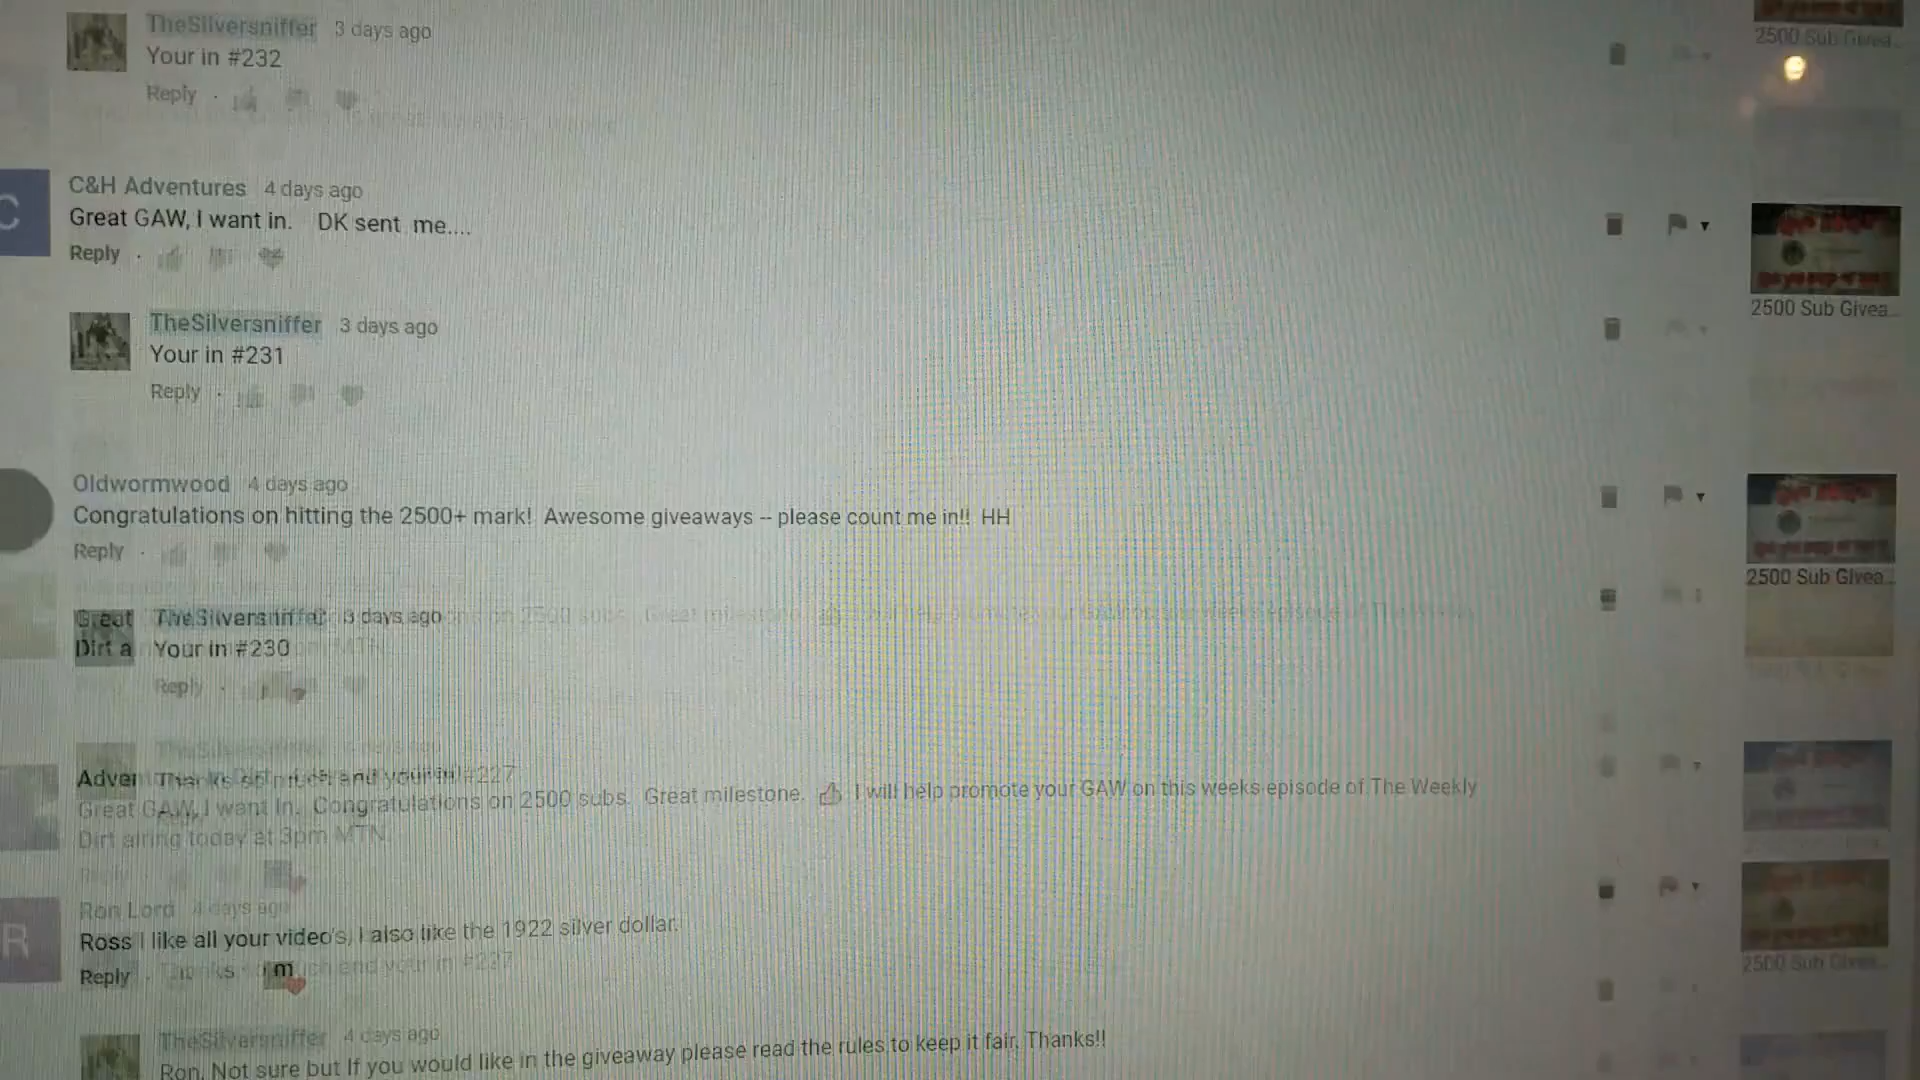 TheSilversniffer 3 days ago
2500 Sub Givea...
Your in #232
Reply
C
C&H Adventures 4 days ago
Great GAW, I want in. DK sent me....
Reply
2500 Sub Givea...
TheSilversniffer 3 days ago
Your in #231
Reply
Oldwormwood 4 days ago
Congratulations on hitting the 2500+ mark! Awesome giveaways -- please count me in!! HH
Reply
2500 Sub Givea...
Great TheSilversniffer 3 days ago
Dirt a Your in #230
Reply
Adven Thanks so much and your in #227
Great GAW, I want In. Congratulations on 2500 subs. Great milestone. I will help promote your GAW on this weeks episode of The Weekly
Dirt airing today at 3pm MTN.
Reply
R
Ron Lord 4 days ago
Ross I like all your video's, I also like the 1922 silver dollar.
Reply Thanks much and your in #227
2500 Sub Givea...
TheSilversniffer 4 days ago
Ron, Not sure but If you would like in the giveaway please read the rules to keep it fair. Thanks!!